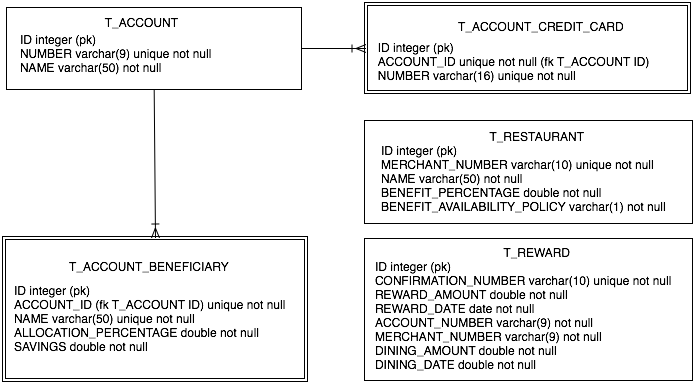 T_ACCOUNT
ID integer (pk)
NUMBER varchar(9) unique not null
NAME varchar(50) not null
T_ACCOUNT_CREDIT_CARD
ID integer (pk)
ACCOUNT_ID unique not null (fk T_ACCOUNT ID)
NUMBER varchar(16) unique not null
T_RESTAURANT
ID integer (pk)
MERCHANT_NUMBER varchar(10) unique not null
NAME varchar(50) not null
BENEFIT_PERCENTAGE double not null
BENEFIT_AVAILABILITY_POLICY varchar(1) not null
T_ACCOUNT_BENEFICIARY
ID integer (pk)
ACCOUNT_ID (fk T_ACCOUNT ID) unique not null
NAME varchar(50) unique not null
ALLOCATION_PERCENTAGE double not null
SAVINGS double not null
T_REWARD
ID integer (pk)
CONFIRMATION_NUMBER varchar(10) unique not null
REWARD_AMOUNT double not null
REWARD_DATE date not null
ACCOUNT_NUMBER varchar(9) not null
MERCHANT_NUMBER varchar(10) not null
DINING_AMOUNT double not null
DINING_DATE double not null